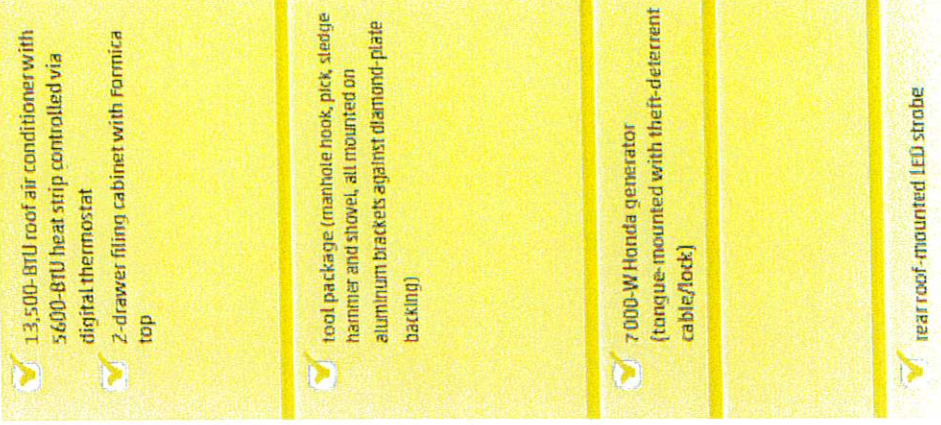 13,500-BTU roof air conditioner with
5600-BTU heat strip controlled via
digital thermostat
2-drawer filing cabinet with Formica
top
tool package (manhole hook, pick, sledge
hammer and shovel, all mounted on
aluminum brackets against diamond-plate
backing)
7000-W Honda generator
(tongue-mounted with theft-deterrent
cable/lock)
rear roof-mounted LED strobe